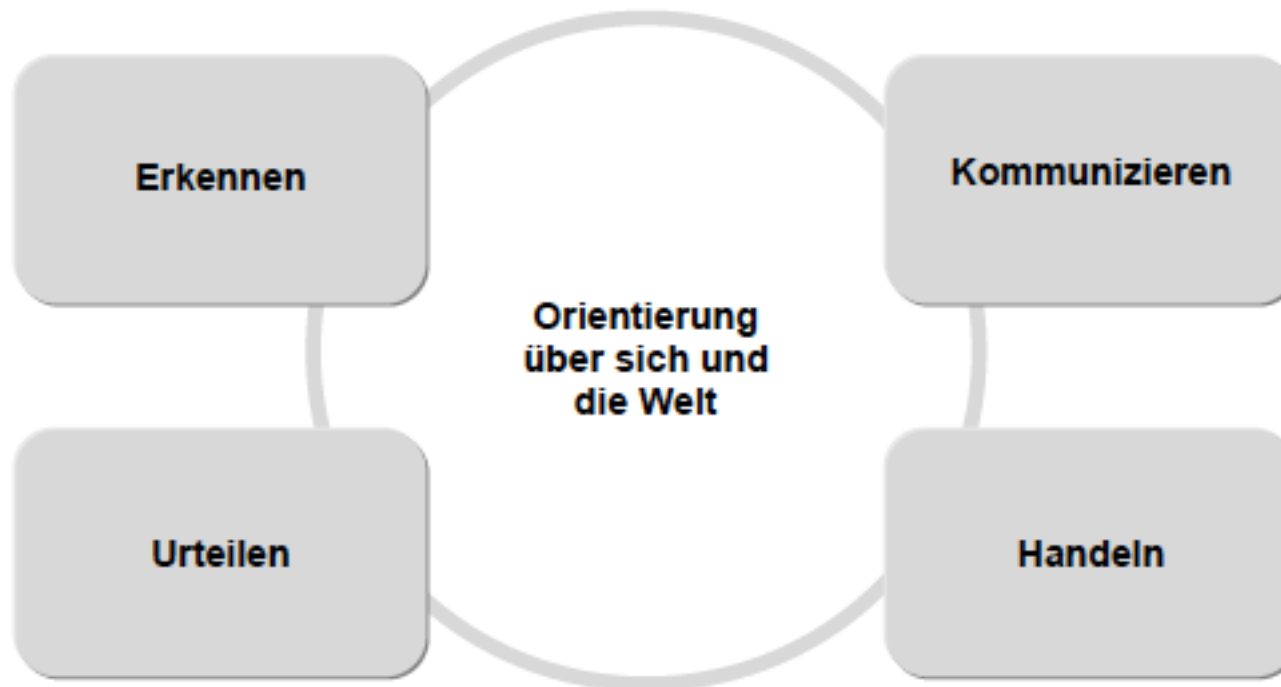 Erkennen
Kommunizieren
Orientierung
über sich und
die Welt
Urteilen
Handeln